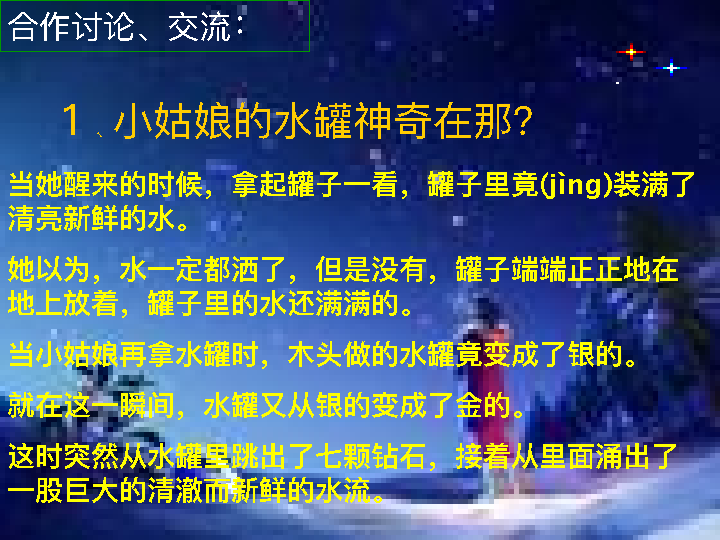 合作讨论、交流：
1、小姑娘的水罐神奇在那？
当她醒来的时候，拿起罐子一看，罐子里竟(jìng)装满了
清亮新鲜的水。
她以为，水一定都洒了，但是没有，罐子端端正正地在
地上放着，罐子里的水还满满的。
当小姑娘再拿水罐时，木头做的水罐竟变成了银的。
就在这一瞬间，水罐又从银的变成了金的。
这时突然从水罐里跳出了七颗钻石，接着从里面涌出了
一股巨大的清澈而新鲜的水流。